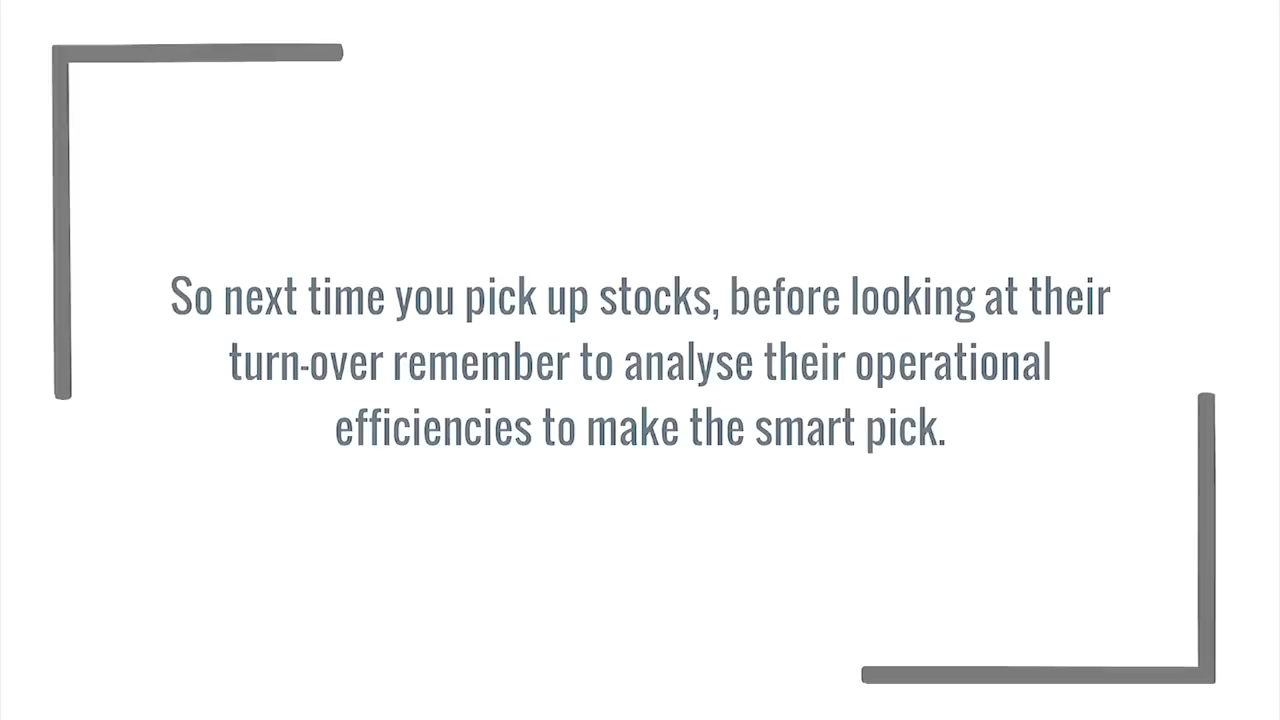 So next time you pick up stocks, before looking at their
turn-over remember to analyse their operational
efficiencies to make the smart pick.